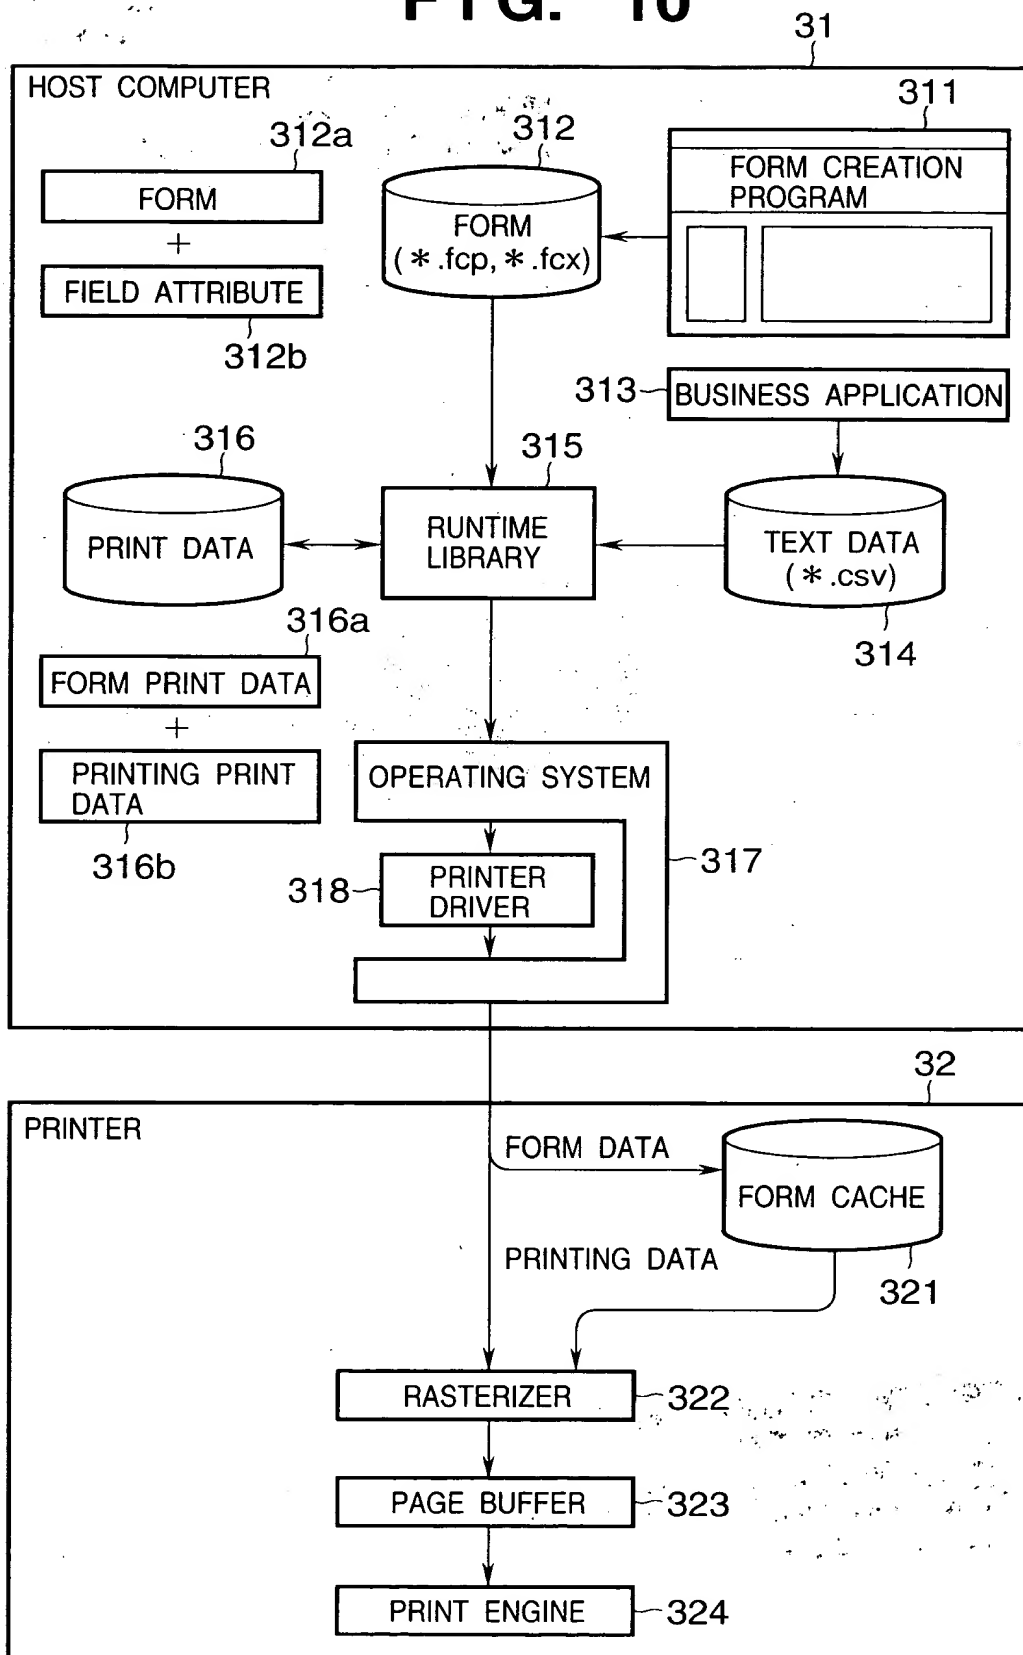 FIG. 10
31
HOST COMPUTER
311
312a
312
FORM
+
FIELD ATTRIBUTE
312b
FORM
(*.fcp, *.fcx)
FORM CREATION
PROGRAM
313
BUSINESS APPLICATION
316
315
PRINT DATA
RUNTIME
LIBRARY
TEXT DATA
(*.csv)
314
316a
FORM PRINT DATA
+
PRINTING PRINT
DATA
316b
OPERATING SYSTEM
317
318
PRINTER
DRIVER
32
PRINTER
FORM DATA
FORM CACHE
321
PRINTING DATA
RASTERIZER
322
PAGE BUFFER
323
PRINT ENGINE
324